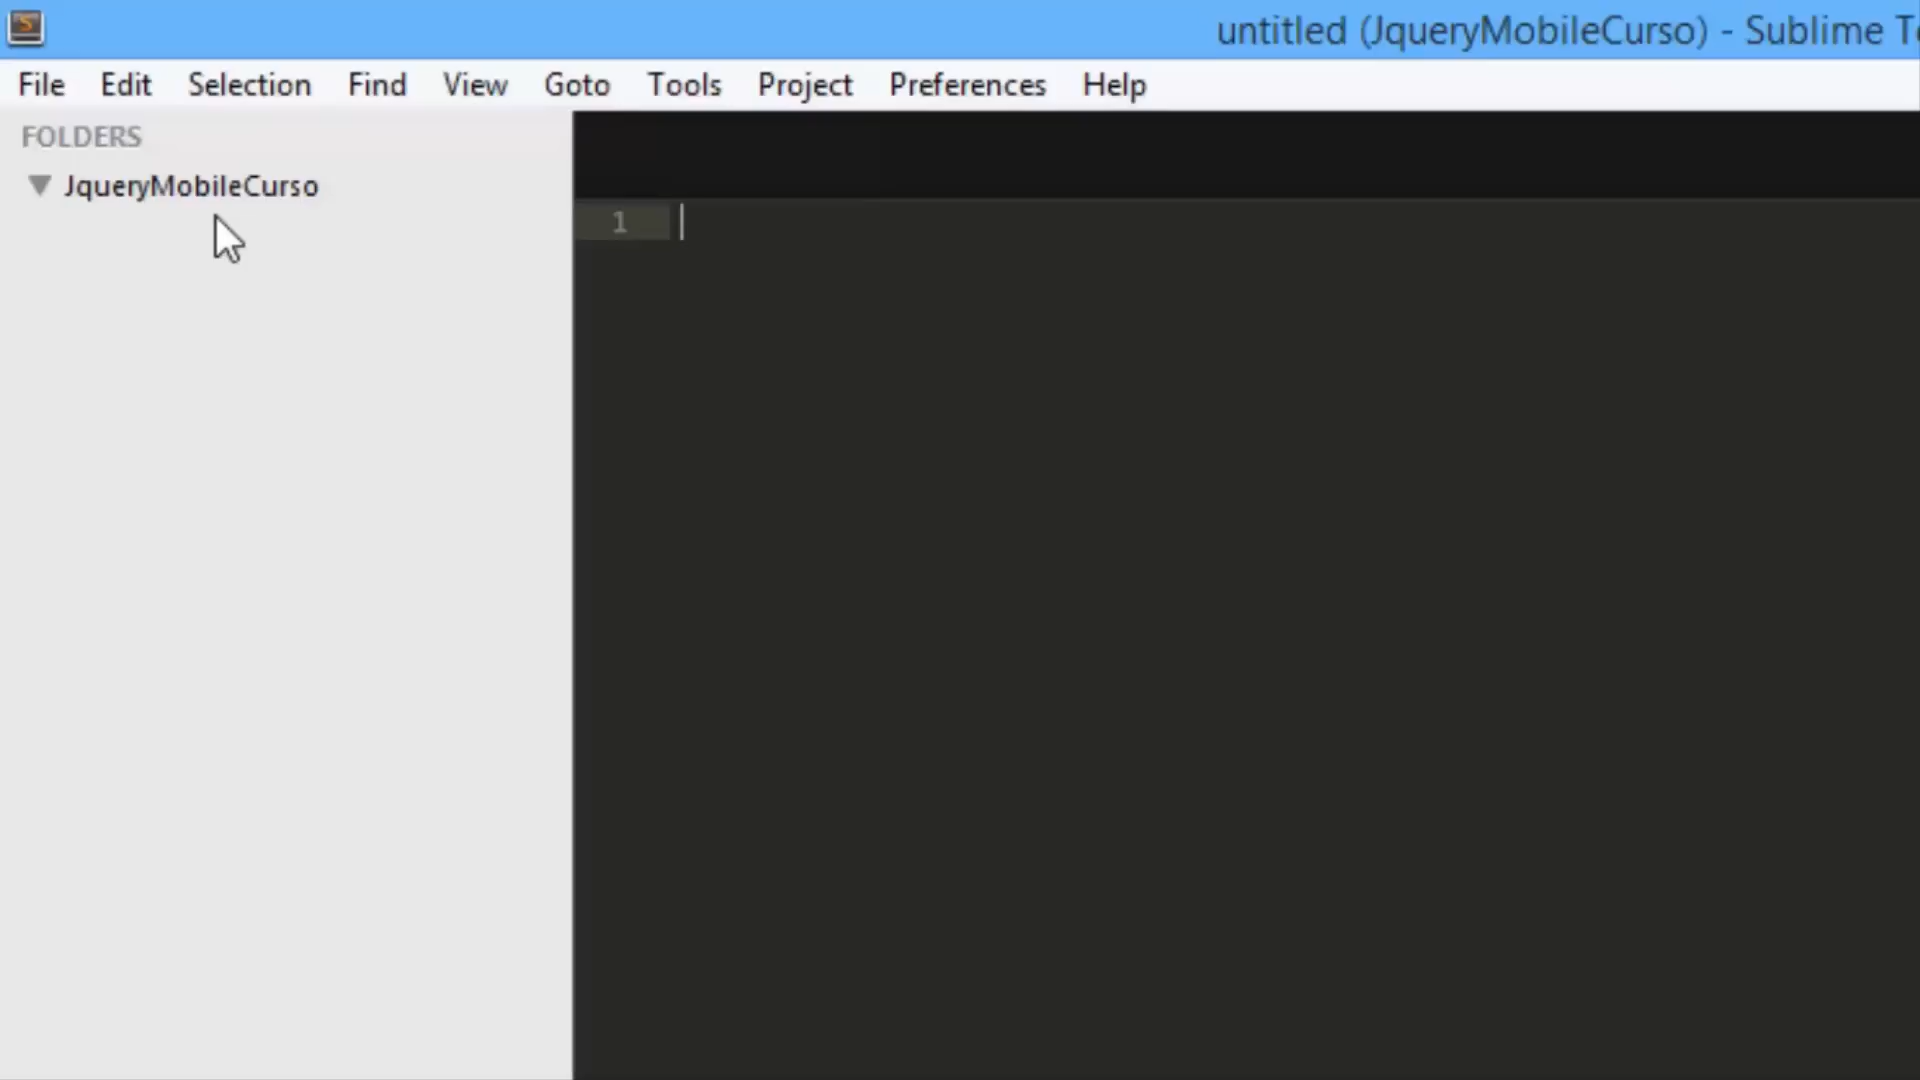 untitled (JqueryMobileCurso) - Sublime
File Edit Selection Find View Goto Tools Project Preferences Help
FOLDERS
JqueryMobileCurso
1